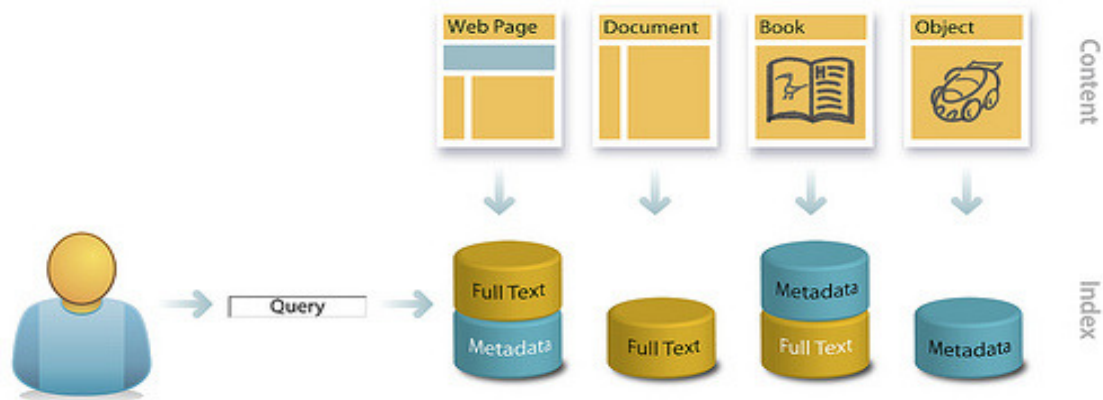 Web Page
Document
Book
Object
Content
Query
Full Text
Metadata
Full Text
Metadata
Full Text
Metadata
Index